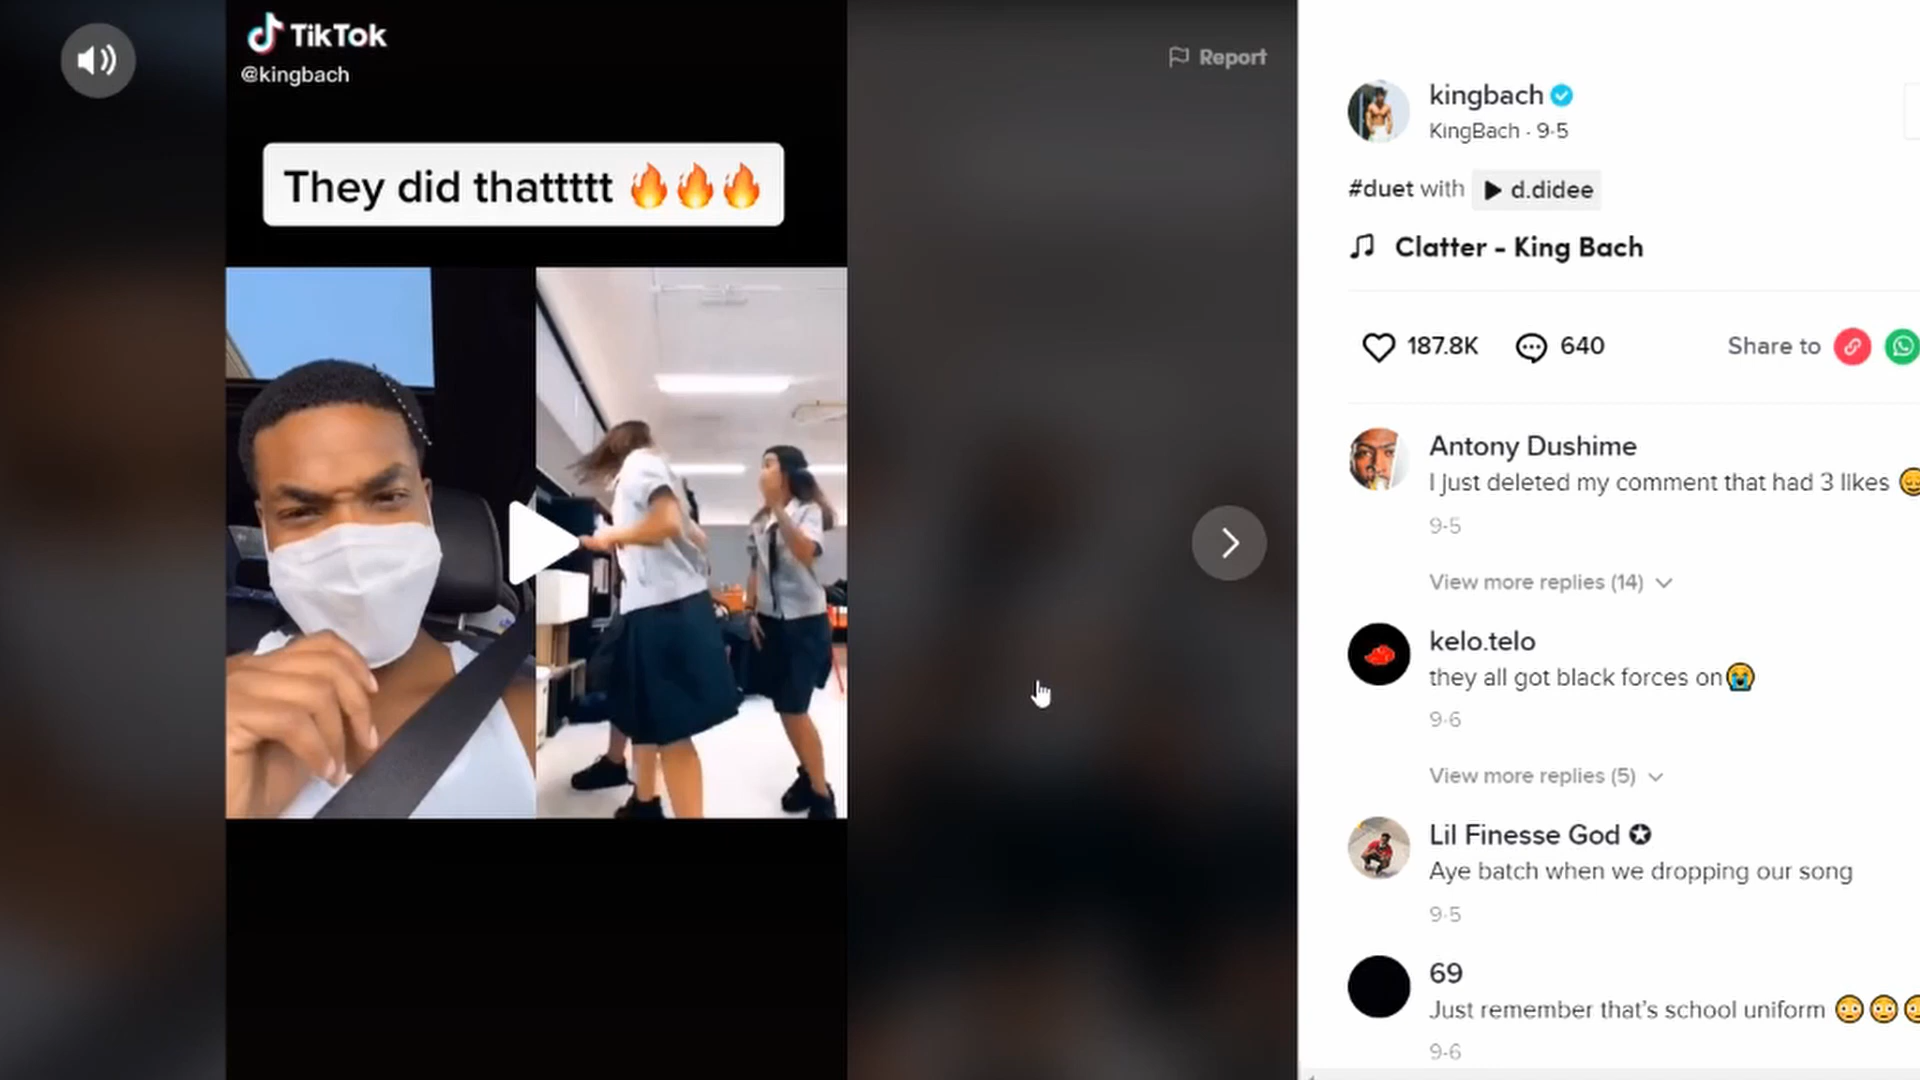 TikTok
@kingbach
They did thattttt 🔥🔥🔥
Report
kingbach
KingBach · 9-5
#duet with ▶ d.didee
Clatter - King Bach
187.8K
640
Share to
Antony Dushime
I just deleted my comment that had 3 likes 😔
9-5
View more replies (14)
kelo.telo
they all got black forces on😭
9-6
View more replies (5)
Lil Finesse God ✪
Aye batch when we dropping our song
9-5
69
Just remember that's school uniform 😳😳😳
9-6